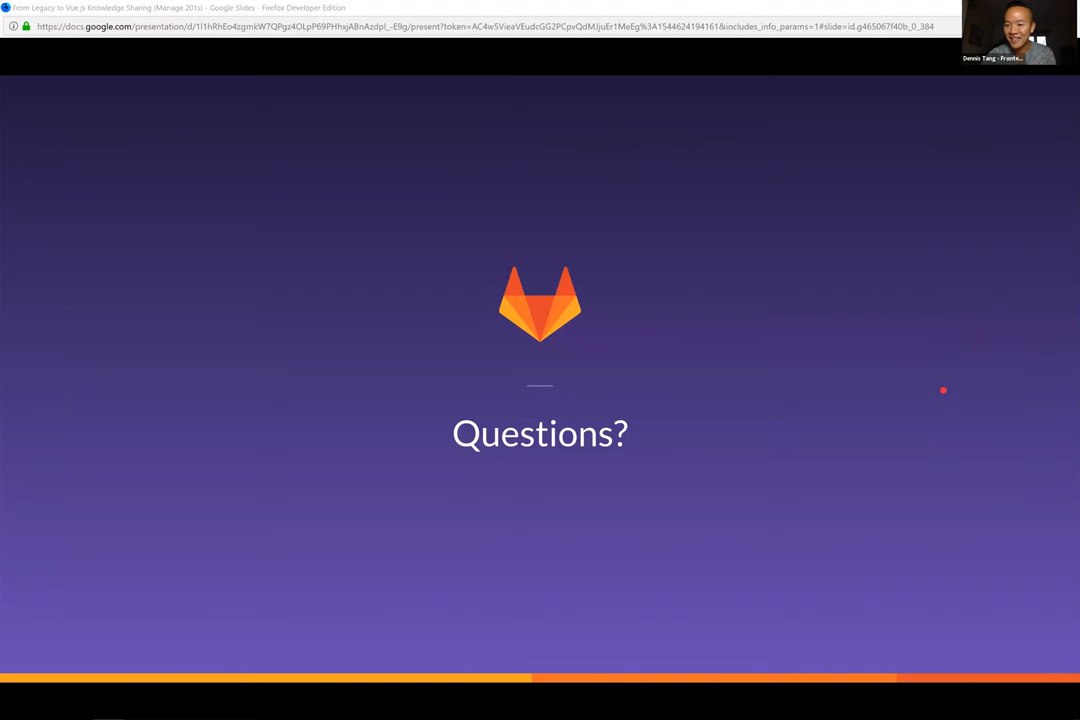 From Legacy to Vue.js Knowledge Sharing (Manage 201s) - Google Slides - Firefox Developer Edition
https://docs.google.com/presentation/d/1l1hRhEo4zgmkW7QPgz4OLpP69PHhxjABnAzdpl_-E9g/present?token=AC4w5VieaVEudcGG2PCpvQdMJjuEr1MeEg%3A1544624194161&includes_info_params=1#slide=id.g465067f40b_0_384
Dennis Tang - Fronte...
Questions?